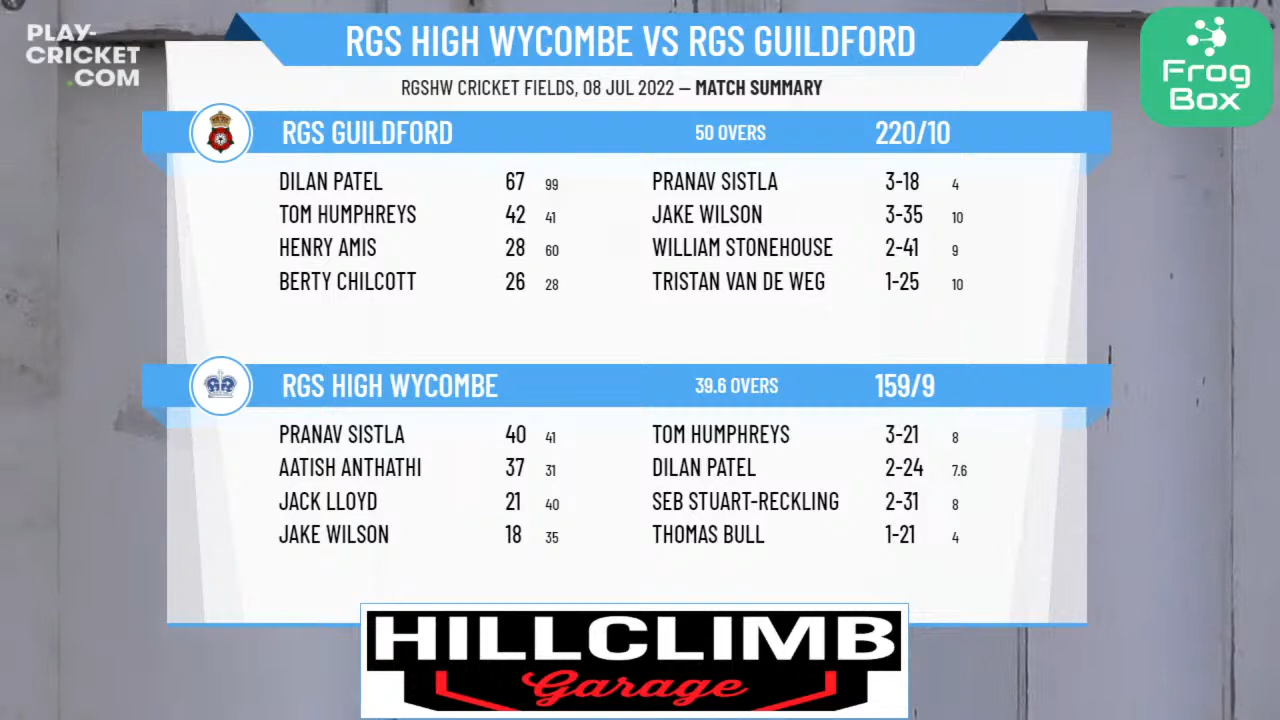 PLAY-
CRICKET
.COM
RGS HIGH WYCOMBE VS RGS GUILDFORD
Frog
Box
RGSHW CRICKET FIELDS, 08 JUL 2022 – MATCH SUMMARY
RGS GUILDFORD 50 OVERS 220/10
DILAN PATEL 67 99 PRANAV SISTLA 3-18 4
TOM HUMPHREYS 42 41 JAKE WILSON 3-35 10
HENRY AMIS 28 60 WILLIAM STONEHOUSE 2-41 9
BERTY CHILCOTT 26 28 TRISTAN VAN DE WEG 1-25 10
RGS HIGH WYCOMBE 39.6 OVERS 159/9
PRANAV SISTLA 40 41 TOM HUMPHREYS 3-21 8
AATISH ANTHATHI 37 31 DILAN PATEL 2-24 7.6
JACK LLOYD 21 40 SEB STUART-RECKLING 2-31 8
JAKE WILSON 18 35 THOMAS BULL 1-21 4
HILLCLIMB
Garage